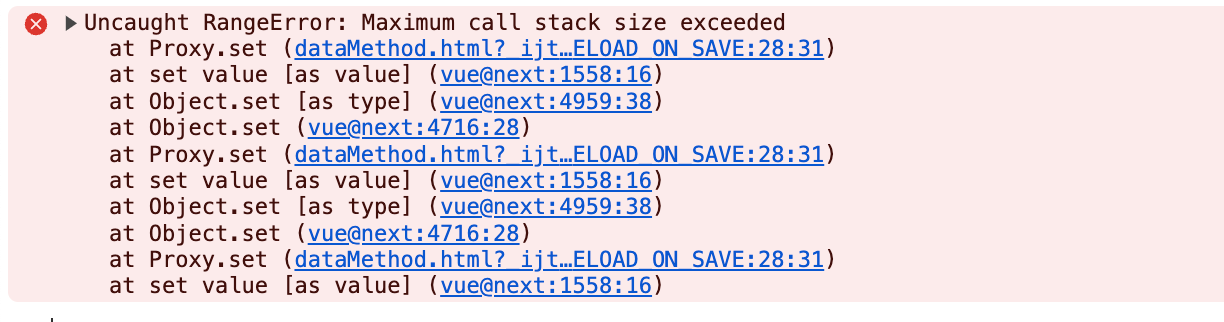 Uncaught RangeError: Maximum call stack size exceeded
at Proxy.set (dataMethod.html?_ijt…ELOAD_ON_SAVE:28:31)
at set value [as value] (vue@next:1558:16)
at Object.set [as type] (vue@next:4959:38)
at Object.set (vue@next:4716:28)
at Proxy.set (dataMethod.html?_ijt…ELOAD_ON_SAVE:28:31)
at set value [as value] (vue@next:1558:16)
at Object.set [as type] (vue@next:4959:38)
at Object.set (vue@next:4716:28)
at Proxy.set (dataMethod.html?_ijt…ELOAD_ON_SAVE:28:31)
at set value [as value] (vue@next:1558:16)